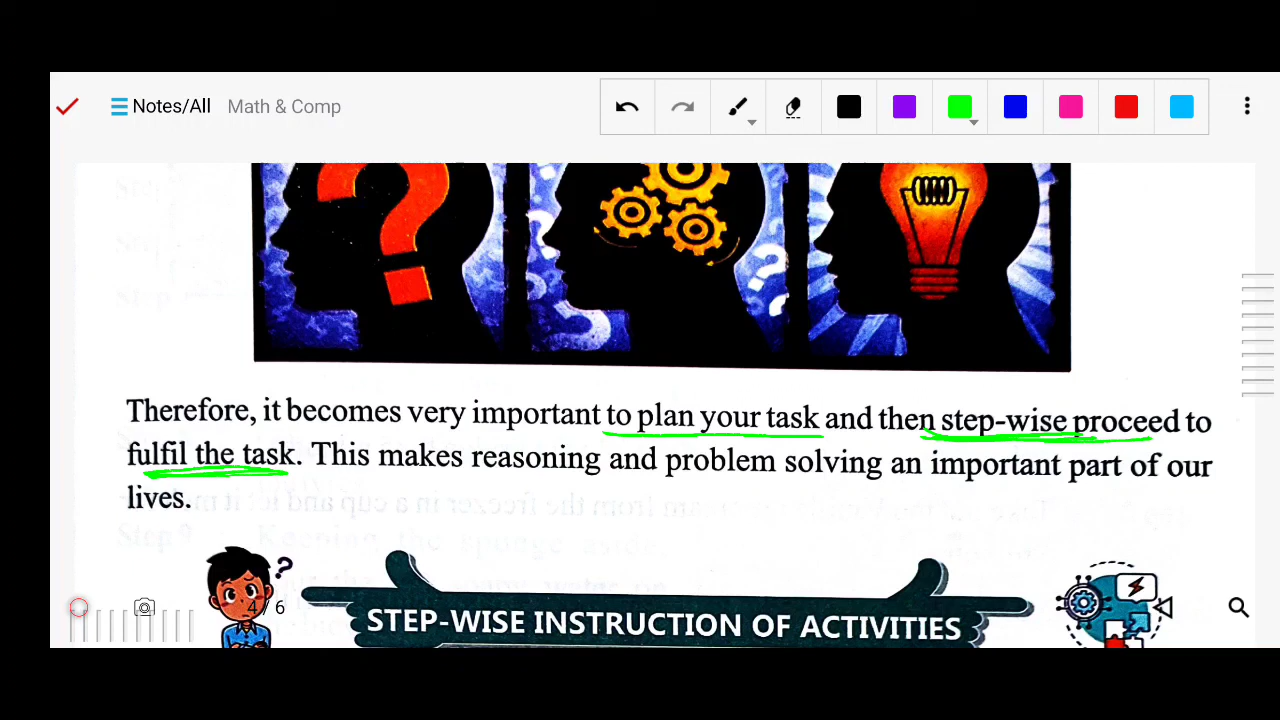 Notes/All Math & Comp
Therefore, it becomes very important to plan your task and then step-wise proceed to
fulfil the task. This makes reasoning and problem solving an important part of our
lives.
4 / 6
STEP-WISE INSTRUCTION OF ACTIVITIES